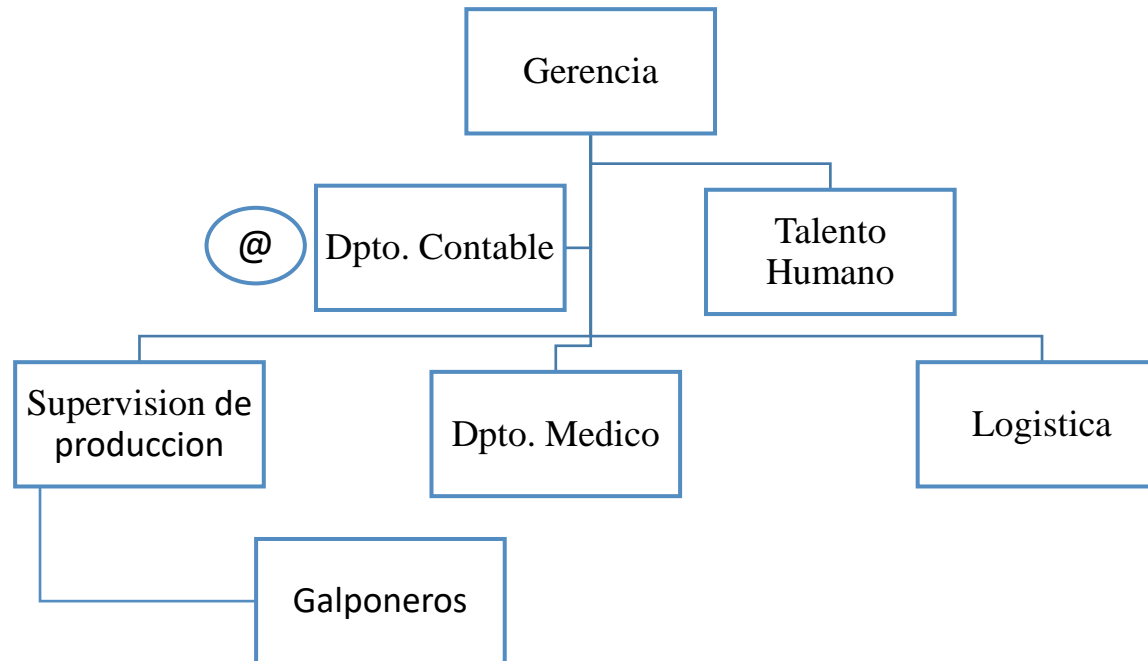 Gerencia
@
Dpto. Contable
Talento
Humano
Supervision de
produccion
Dpto. Medico
Logistica
Galponeros